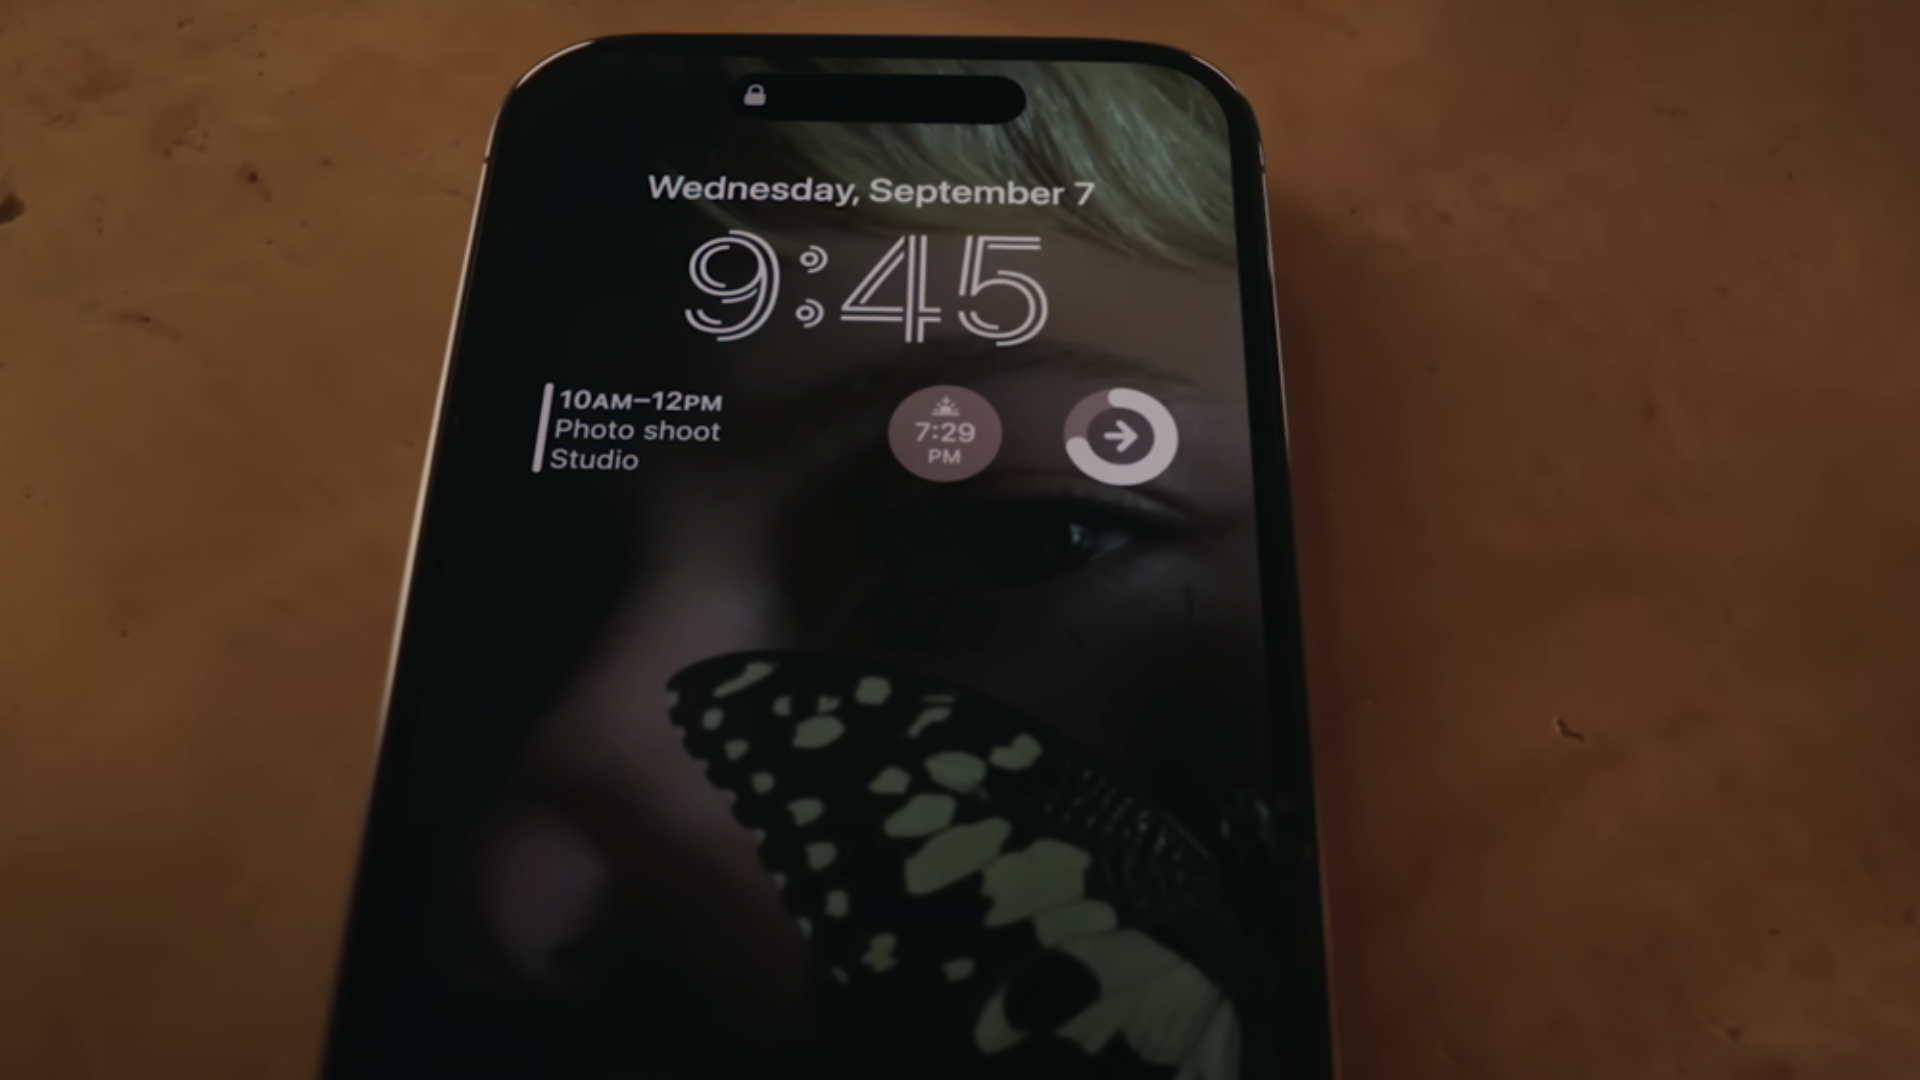 Wednesday, September 7
9:45
10AM–12PM
Photo shoot
Studio
7:29
PM